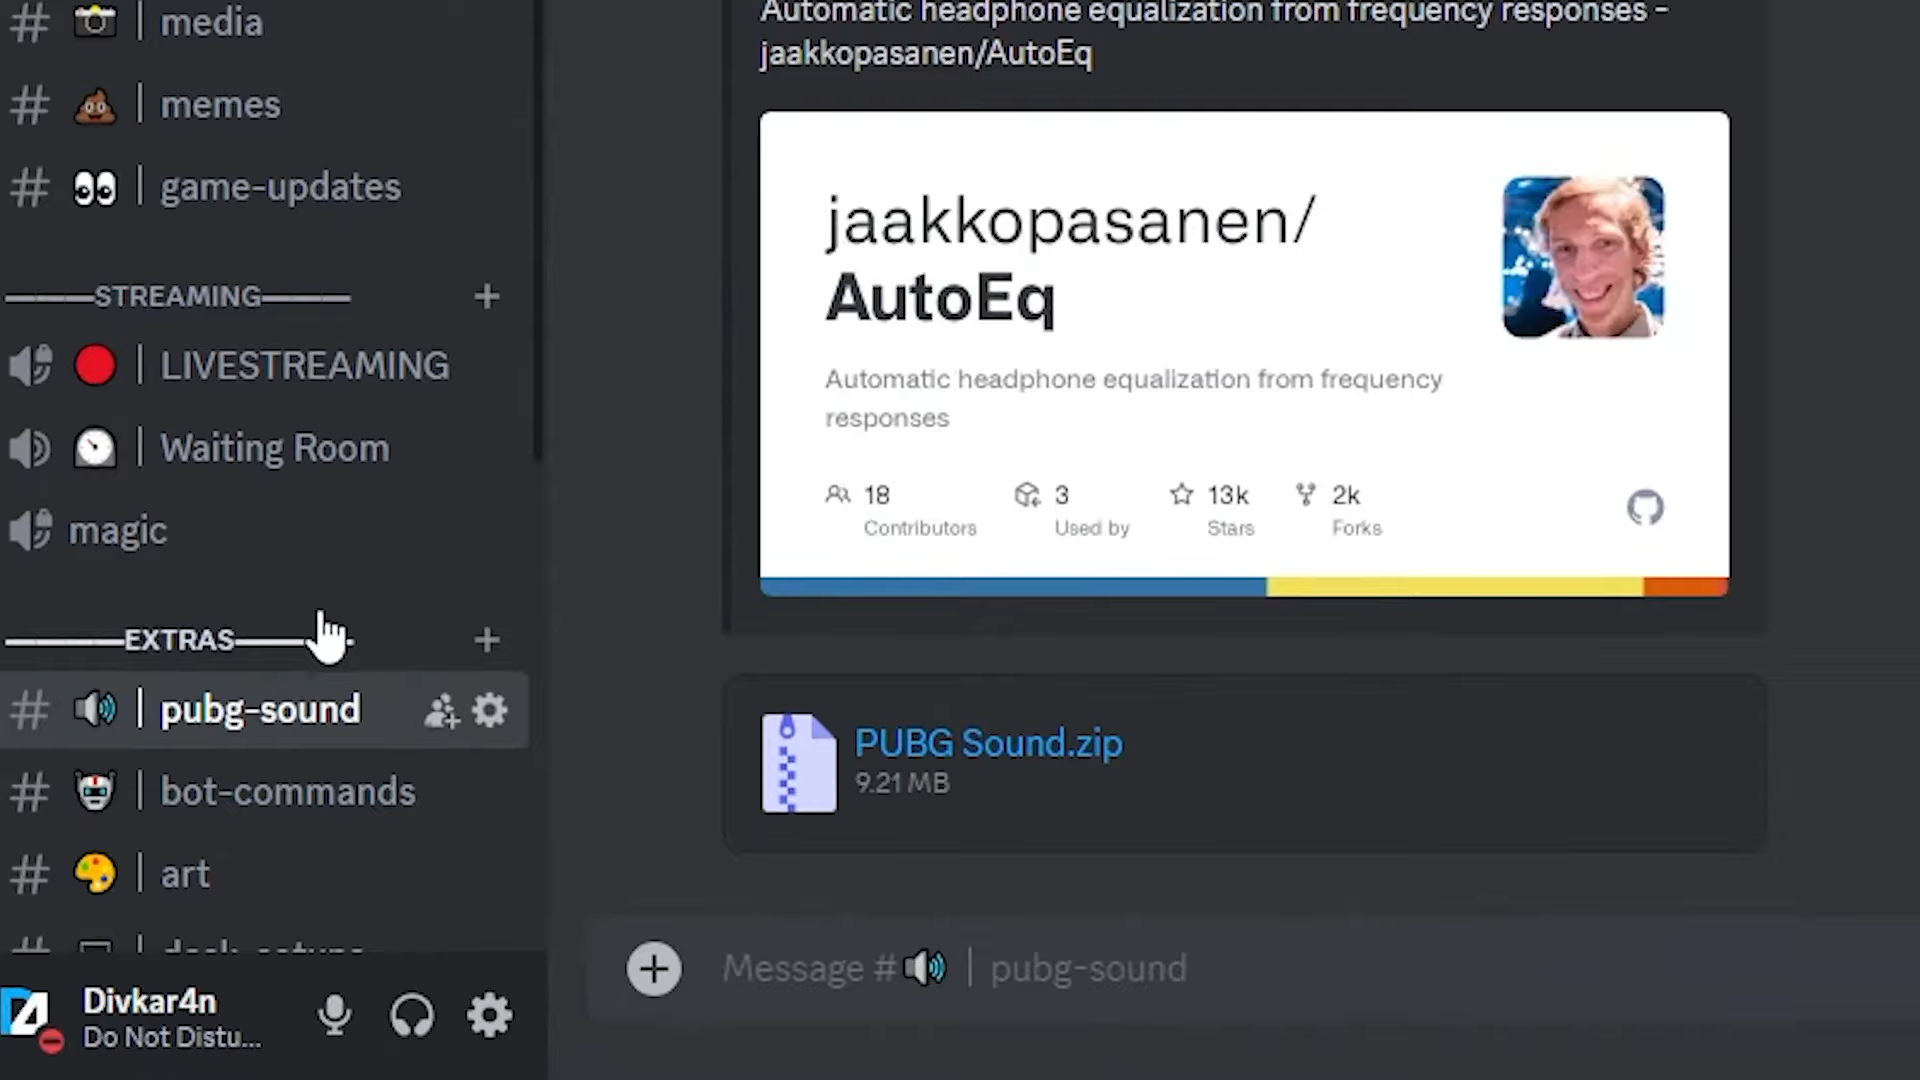 # | media
# | memes
# | game-updates
————STREAMING————
| LIVESTREAMING
| Waiting Room
magic
————EXTRAS————
# | pubg-sound
# | bot-commands
# | art
Divkar4n
Do Not Distu...
Automatic headphone equalization from frequency responses -
jaakkopasanen/AutoEq
jaakkopasanen/
AutoEq
Automatic headphone equalization from frequency
responses
18 3 13k 2k
Contributors Used by Stars Forks
PUBG Sound.zip
9.21 MB
Message # | pubg-sound